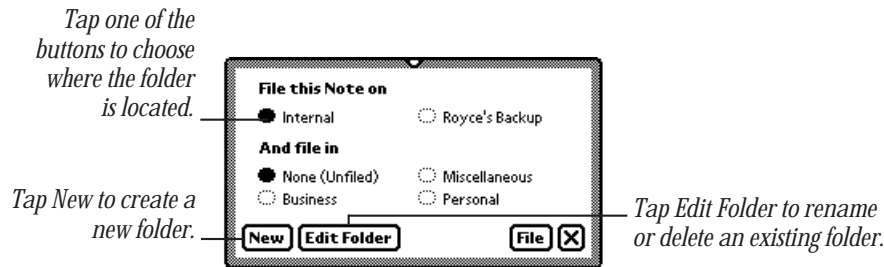 Tap one of the
buttons to choose
where the folder
is located.
File this Note on
Internal
Royce's Backup
And file in
None (Unfiled)
Miscellaneous
Business
Personal
Tap New to create a
new folder.
New
Edit Folder
File
X
Tap Edit Folder to rename
or delete an existing folder.